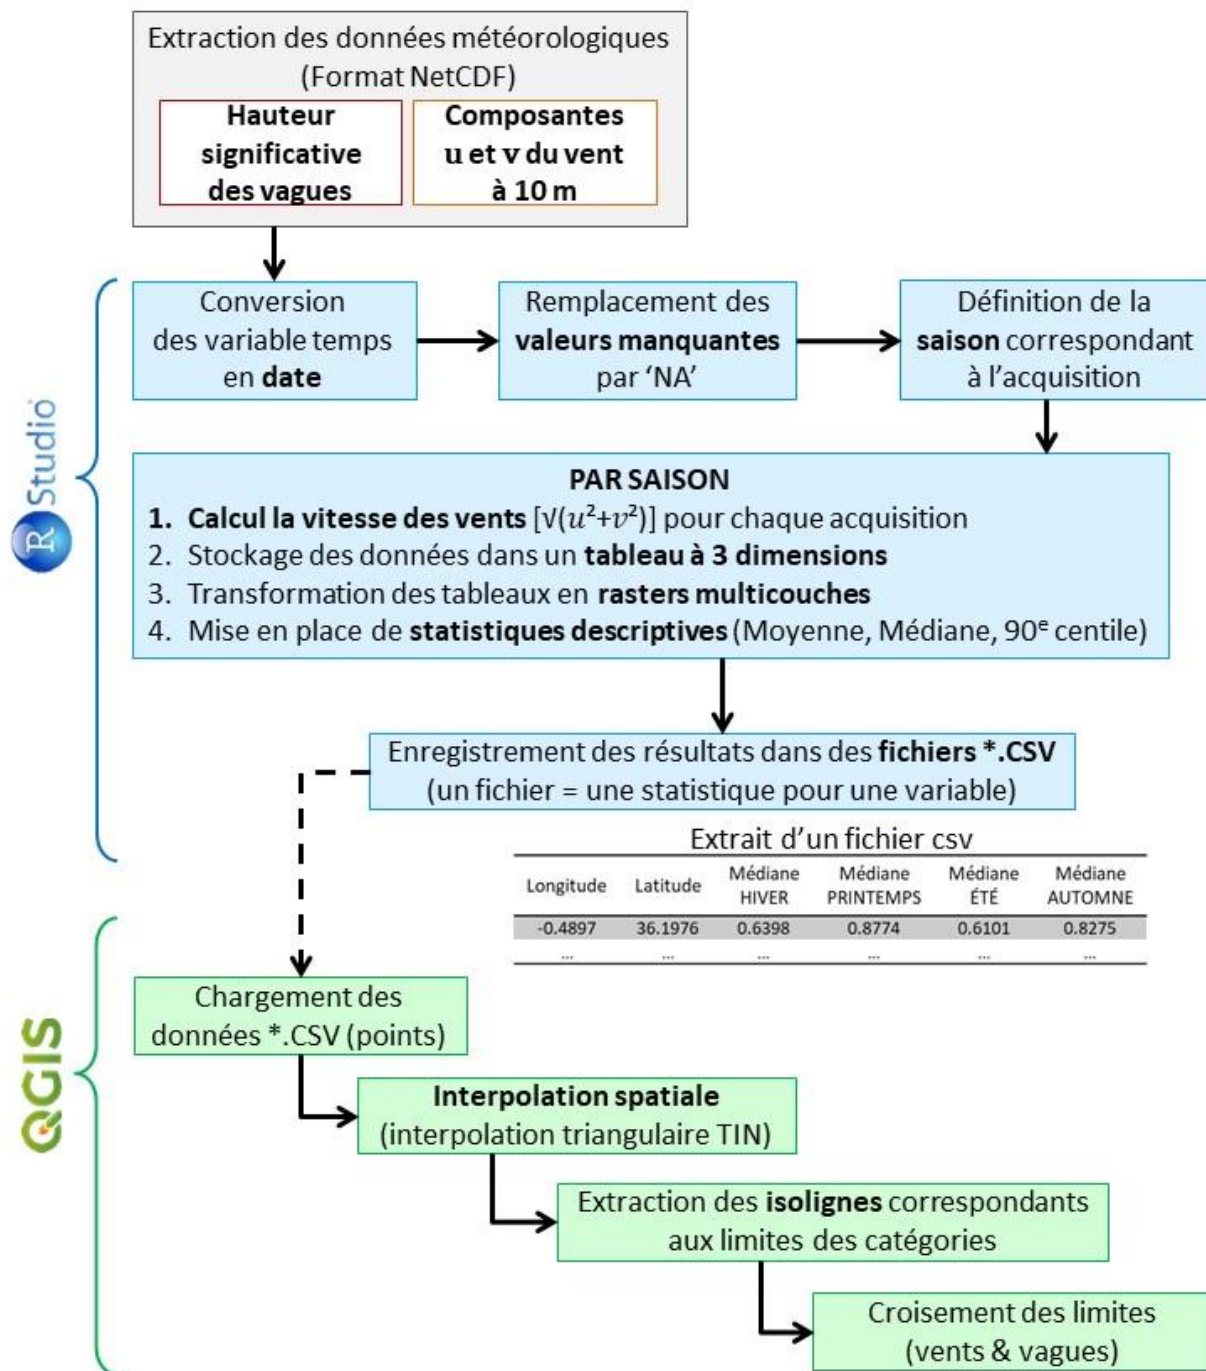 Extraction des données météorologiques
(Format NetCDF)
Hauteur
significative
des vagues
Composantes
u et v du vent
à 10 m
R Studio
Conversion
des variable temps
en date
Remplacement des
valeurs manquantes
par ‘NA’
Définition de la
saison correspondant
à l’acquisition
PAR SAISON
1. Calcul la vitesse des vents [√(u²+v²)] pour chaque acquisition
2. Stockage des données dans un tableau à 3 dimensions
3. Transformation des tableaux en rasters multicouches
4. Mise en place de statistiques descriptives (Moyenne, Médiane, 90ᵉ centile)
Enregistrement des résultats dans des fichiers *.CSV
(un fichier = une statistique pour une variable)
Extrait d’un fichier csv
Longitude Latitude Médiane HIVER Médiane PRINTEMPS Médiane ÉTÉ Médiane AUTOMNE
-0.4897 36.1976 0.6398 0.8774 0.6101 0.8275
... ... ... ... ... ...
QGIS
Chargement des
données *.CSV (points)
Interpolation spatiale
(interpolation triangulaire TIN)
Extraction des isolignes correspondants
aux limites des catégories
Croisement des limites
(vents & vagues)